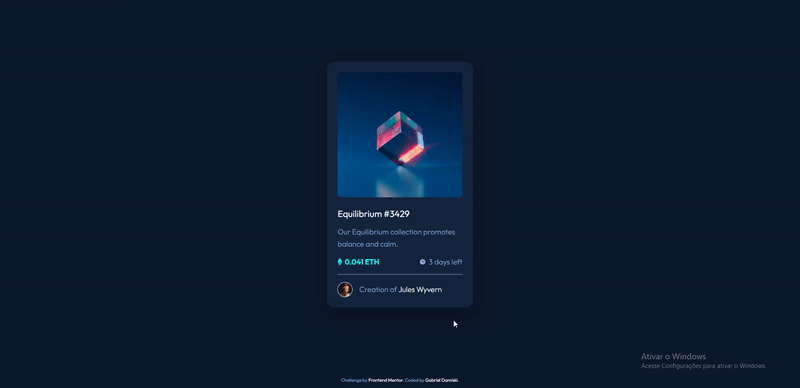 Equilibrium #3429
Our Equilibrium collection promotes
balance and calm.
0.041 ETH
3 days left
Creation of Jules Wyvern
Ativar o Windows
Acesse Configurações para ativar o Windows.
Challenge by Frontend Mentor. Coded by Gabriel Damiski.